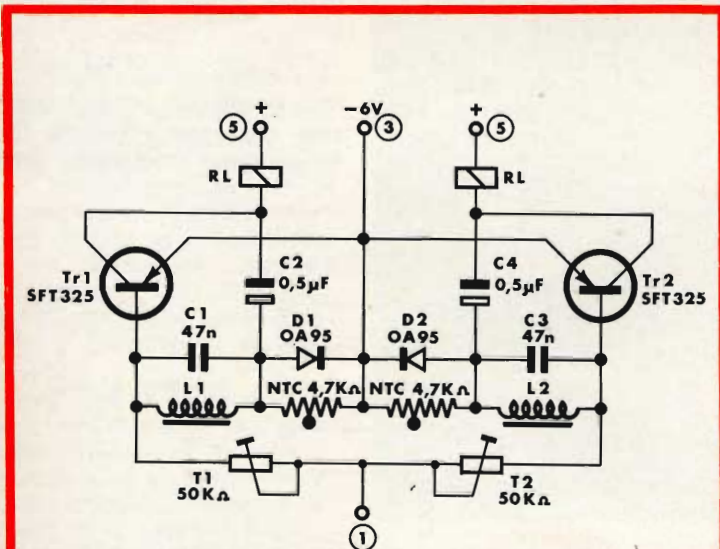 + -6V +
5 3 5
RL RL
C2 C4
0,5µF 0,5µF
Tr1 Tr2
SFT325 SFT325
C1 D1 D2 C3
47n OA95 OA95 47n
L1 NTC 4,7KΩ NTC 4,7KΩ L2
T1 T2
50KΩ 50KΩ
1